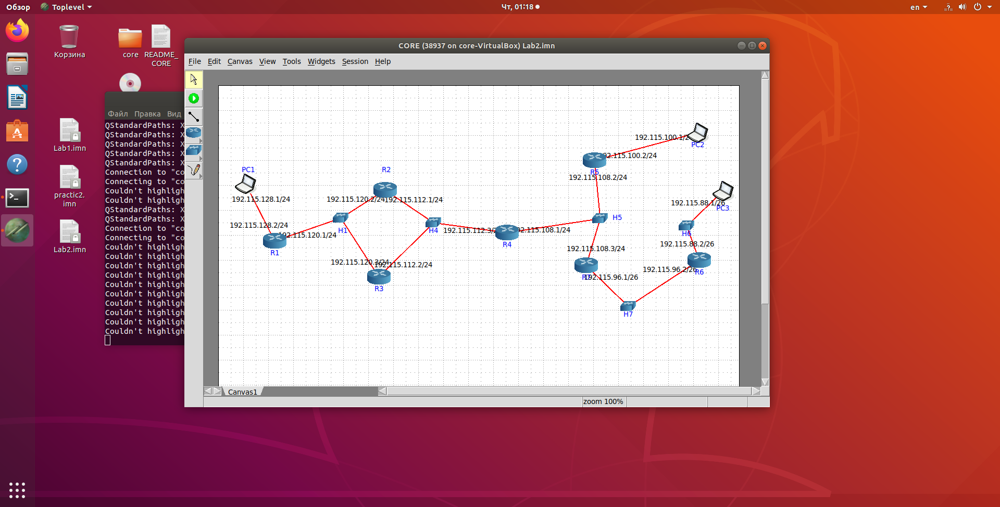 Обзор
Toplevel
Чт, 01:18
en
Корзина
core
README_
CORE
Lab1.imn
practic2.
imn
Lab2.imn
Файл Правка Вид
QStandardPaths: X
QStandardPaths: X
QStandardPaths: X
QStandardPaths: X
QStandardPaths: X
Connection to "co
Connecting to "co
Couldn't highligh
Couldn't highligh
QStandardPaths: X
QStandardPaths: X
Connection to "co
Connecting to "co
Couldn't highligh
Couldn't highligh
Couldn't highligh
Couldn't highligh
Couldn't highligh
Couldn't highligh
Couldn't highligh
Couldn't highligh
Couldn't highligh
Couldn't highligh
CORE (38937 on core-VirtualBox) Lab2.imn
File Edit Canvas View Tools Widgets Session Help
PC1
192.115.128.1/24
192.115.128.2/24
R1
192.115.120.1/24
H1
R2
192.115.120.2/24
192.115.112.1/24
192.115.120.3/24
192.115.112.2/24
R3
H4
192.115.112.3/2
R4
192.115.108.1/24
H5
192.115.100.1/2
PC2
192.115.100.2/24
R5
192.115.108.2/24
192.115.88.1/26
PC3
H6
192.115.88.2/26
192.115.108.3/24
192.115.96.2/26
R6
R7
192.115.96.1/26
H7
Canvas1
zoom 100%